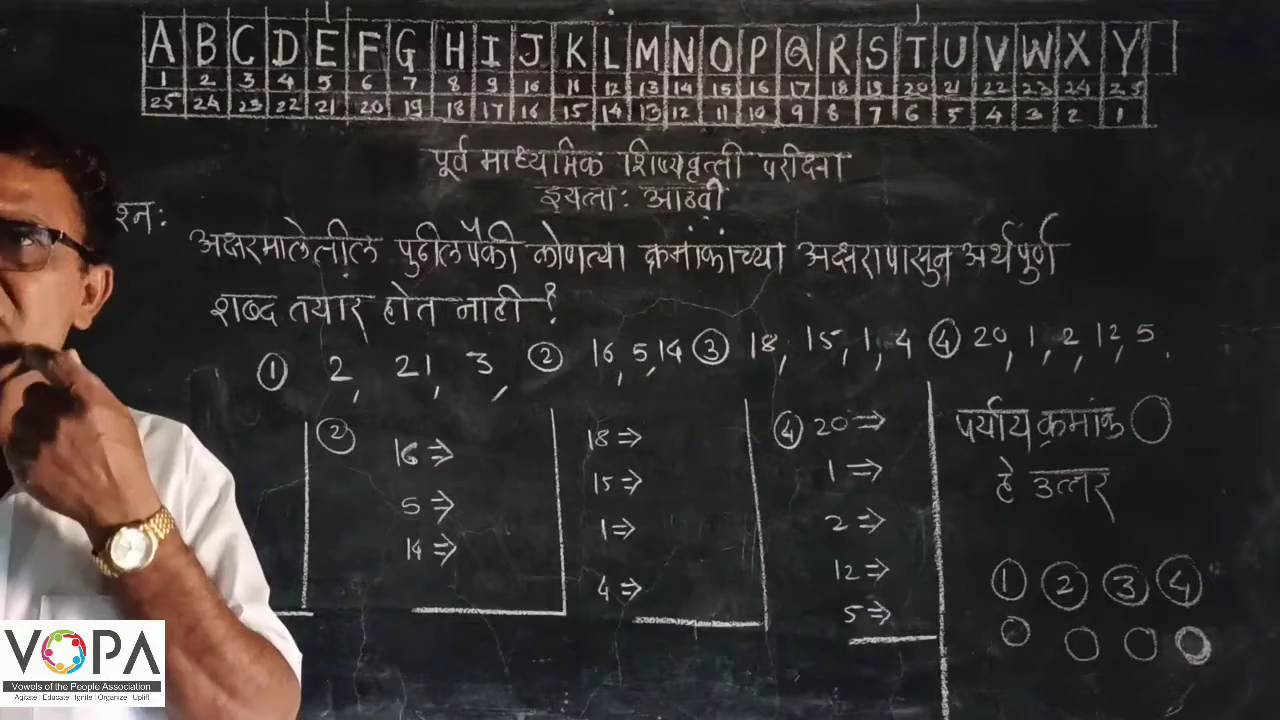 A B C D E F G H I J K L M N O P Q R S T U V W X Y
1 2 3 4 5 6 7 8 9 10 11 12 13 14 15 16 17 18 19 20 21 22 23 24 25
25 24 23 22 21 20 19 18 17 16 15 14 13 12 11 10 9 8 7 6 5 4 3 2 1
पूर्व माध्यमिक शिष्यवृत्ती परीक्षा
इयत्ता: आठवी
श्न:
अक्षरमालेतील पुढीलपैकी कोणत्या क्रमांकांच्या अक्षरापासुन अर्थपुर्ण
शब्द तयार होत नाही?
① 2, 21, 3, ② 16, 5, 14 ③ 18, 15, 1, 4 ④ 20, 1, 2, 12, 5.
②
16 ⇒
5 ⇒
14 ⇒
18 ⇒
15 ⇒
1 ⇒
4 ⇒
④ 20 ⇒
1 ⇒
2 ⇒
12 ⇒
5 ⇒
पर्याय क्रमांक
हे उत्तर
① ② ③ ④
VOPA
Vowels of the People Association
Agitate | Educate | Ignite | Organize | Uplift